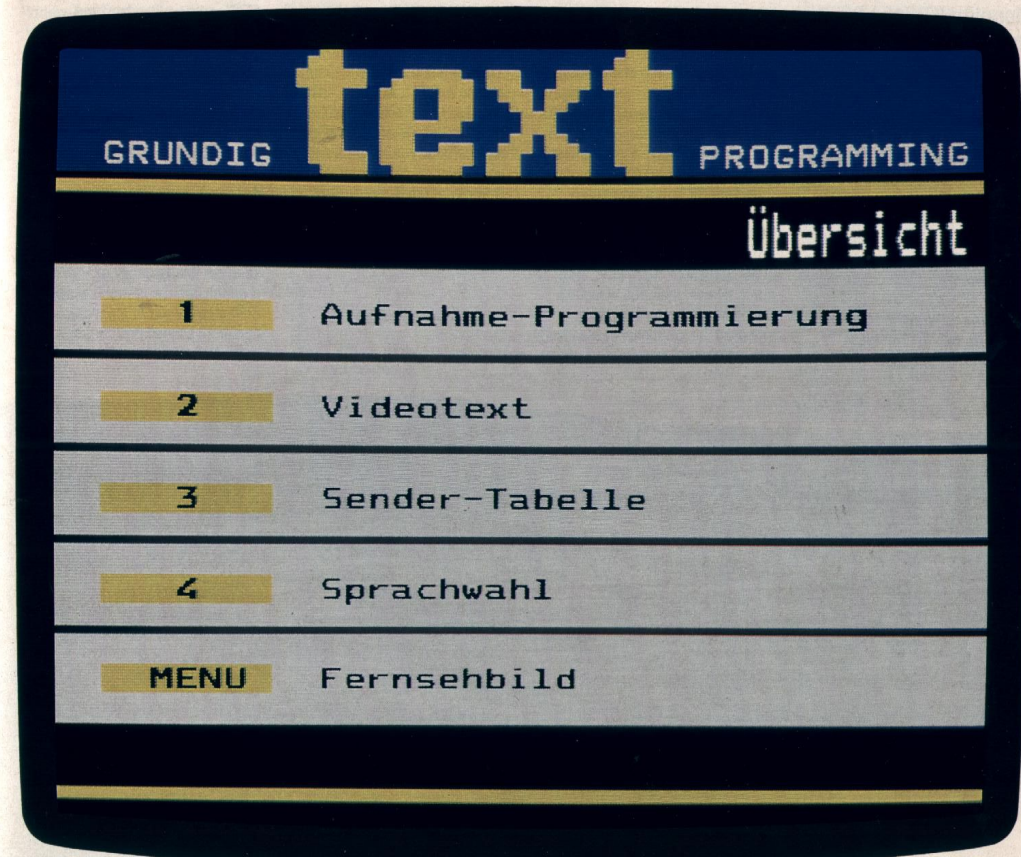 GRUNDIG text PROGRAMMING
Übersicht
1 Aufnahme-Programmierung
2 Videotext
3 Sender-Tabelle
4 Sprachwahl
MENU Fernsehbild